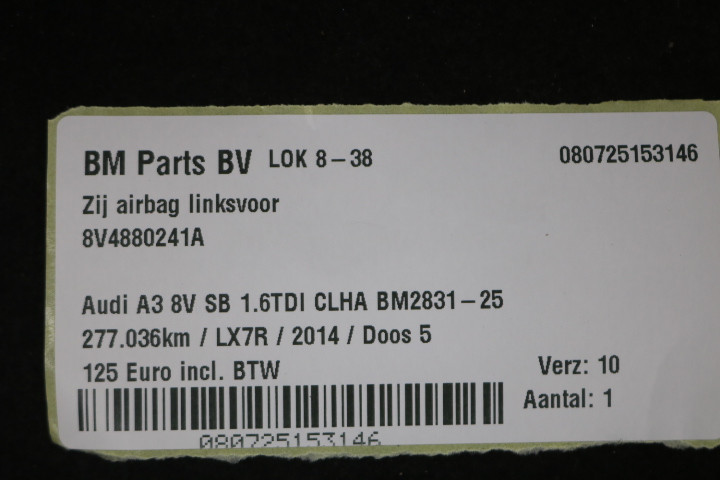 BM Parts BV LOK 8-38 080725153146
Zij airbag linksvoor
8V4880241A
Audi A3 8V SB 1.6TDI CLHA BM2831-25
277.036km / LX7R / 2014 / Doos 5
125 Euro incl. BTW Verz: 10
Aantal: 1
080725153146